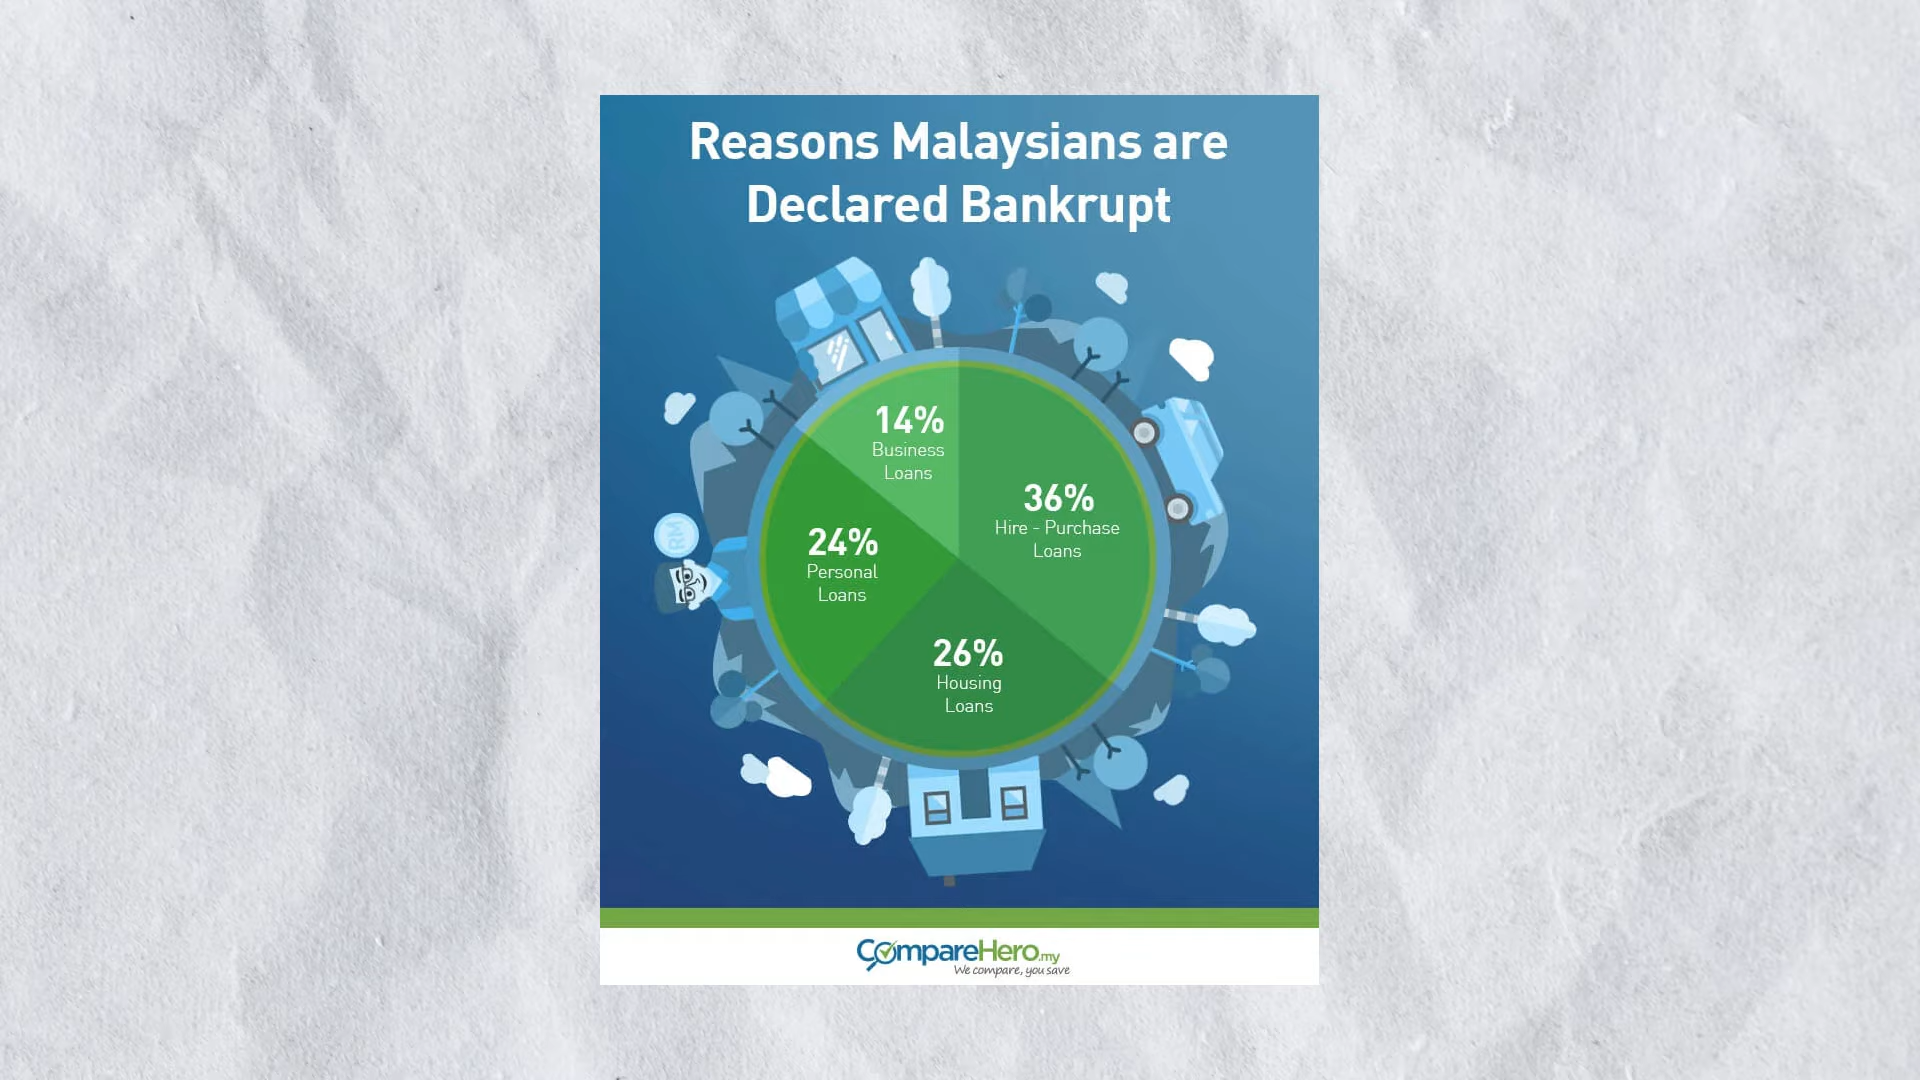 Reasons Malaysians are
Declared Bankrupt
14%
Business
Loans
36%
Hire - Purchase
Loans
24%
Personal
Loans
26%
Housing
Loans
RM
CompareHero.my
We compare, you save